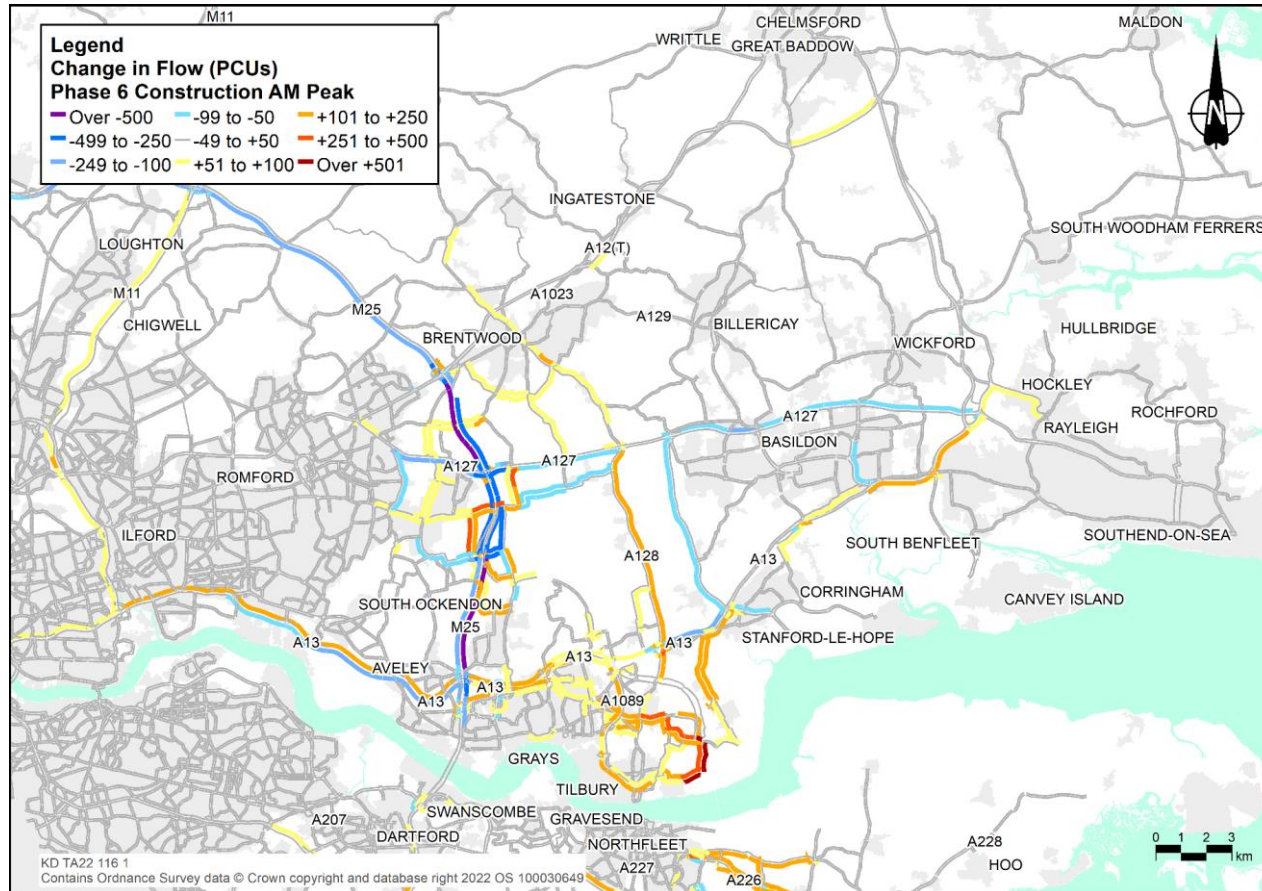 M11
CHELMSFORD
MALDON
WRITTLE
GREAT BADDOW
Legend
Change in Flow (PCUs)
Phase 6 Construction AM Peak
Over -500
-99 to -50
+101 to +250
-499 to -250
-49 to +50
+251 to +500
-249 to -100
+51 to +100
Over +501
N
INGATESTONE
SOUTH WOODHAM FERRERS
LOUGHTON
A12(T)
M11
A1023
M25
CHIGWELL
A129
BILLERICAY
HULLBRIDGE
BRENTWOOD
WICKFORD
HOCKLEY
ROCHFORD
A127
RAYLEIGH
BASILDON
A127
A127
ROMFORD
ILFORD
SOUTHEND-ON-SEA
SOUTH BENFLEET
A128
A13
CORRINGHAM
CANVEY ISLAND
SOUTH OCKENDON
M25
STANFORD-LE-HOPE
A13
A13
A13
AVELEY
A13
A13
A1089
GRAYS
TILBURY
SWANSCOMBE
GRAVESEND
A207
DARTFORD
NORTHFLEET
A228
HOO
A227
A226
0 1 2 3
km
KD TA22 116 1
Contains Ordnance Survey data © Crown copyright and database right 2022 OS 100030649